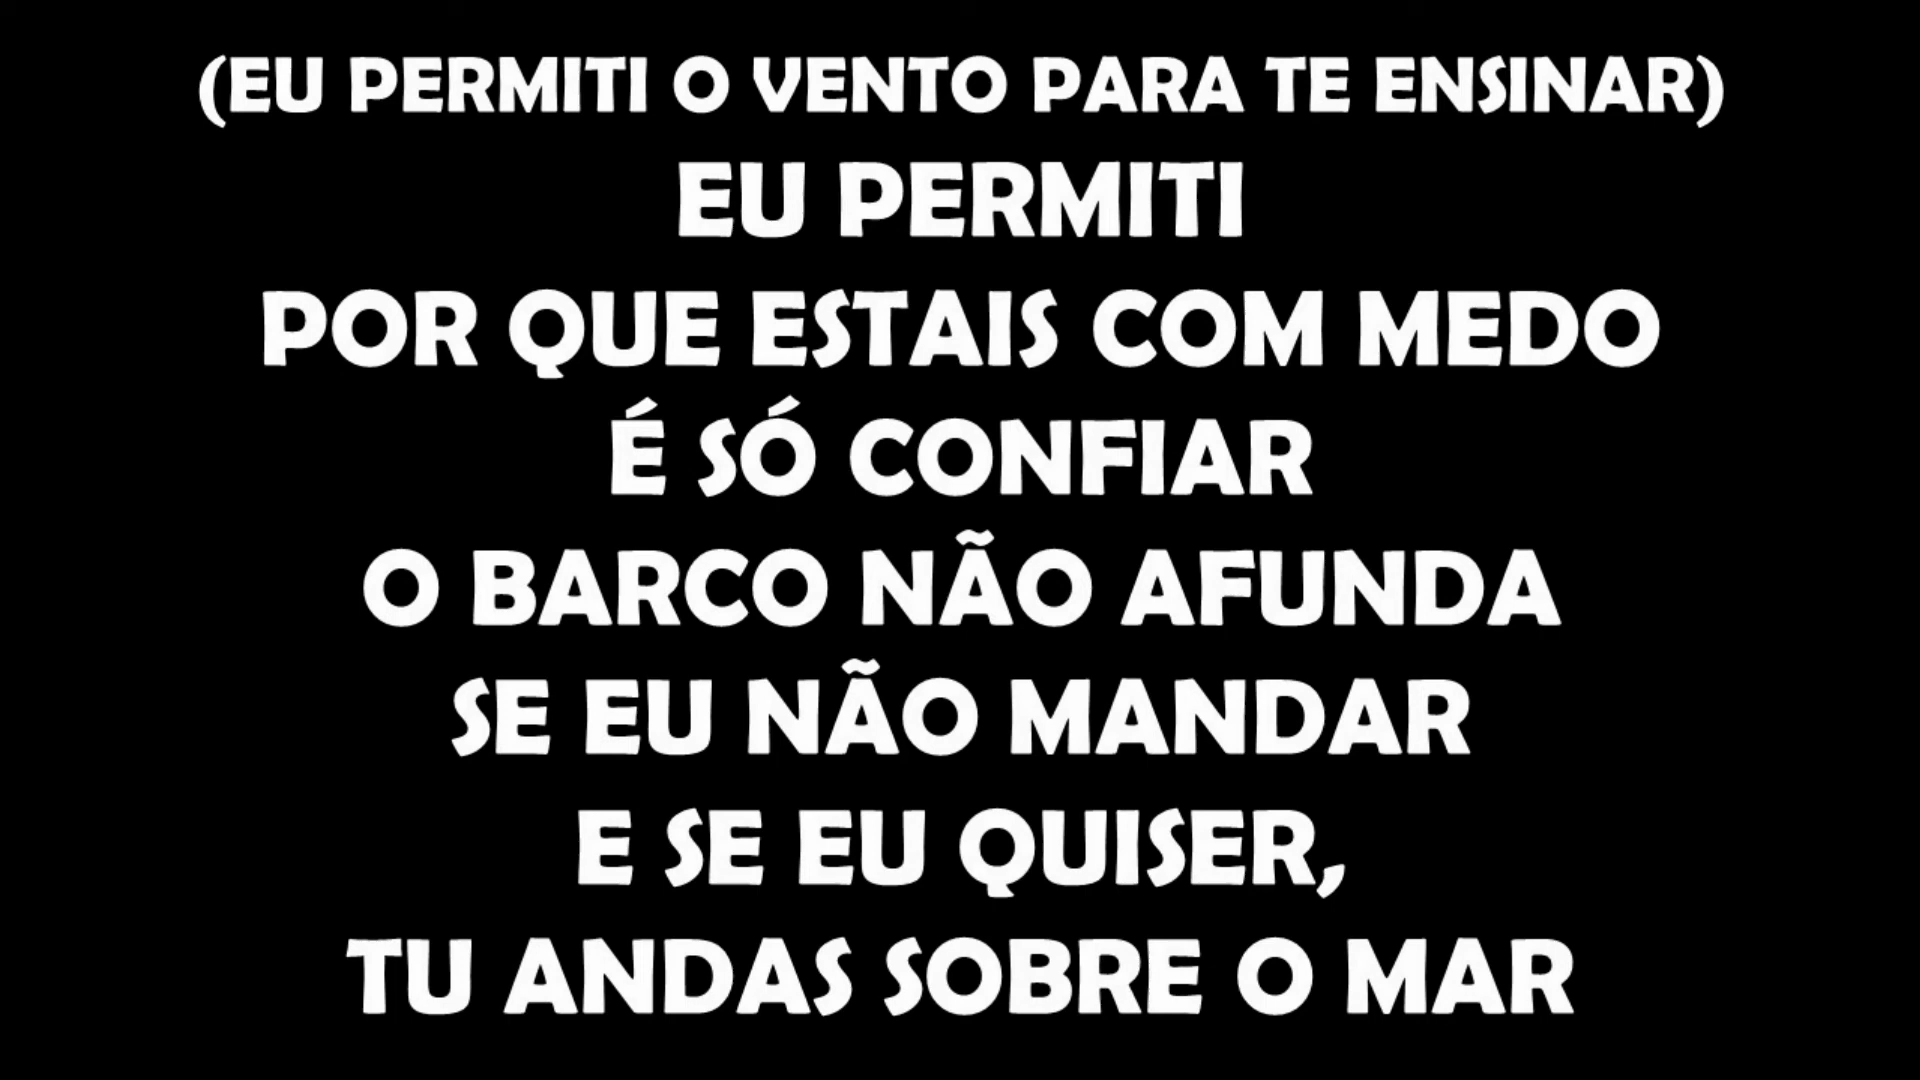 (EU PERMITI O VENTO PARA TE ENSINAR)
EU PERMITI
POR QUE ESTAIS COM MEDO
É SÓ CONFIAR
O BARCO NÃO AFUNDA
SE EU NÃO MANDAR
E SE EU QUISER,
TU ANDAS SOBRE O MAR